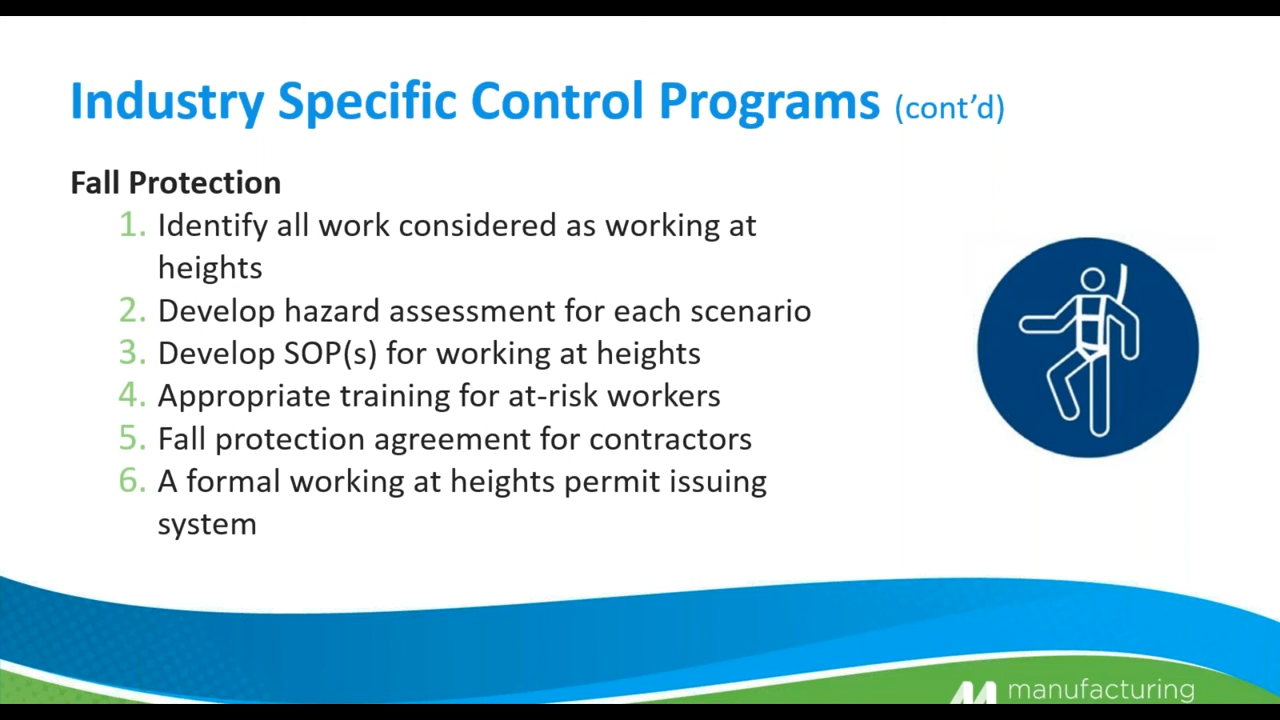 Industry Specific Control Programs (cont’d)
Fall Protection
1. Identify all work considered as working at
heights
2. Develop hazard assessment for each scenario
3. Develop SOP(s) for working at heights
4. Appropriate training for at-risk workers
5. Fall protection agreement for contractors
6. A formal working at heights permit issuing
system
manufacturing